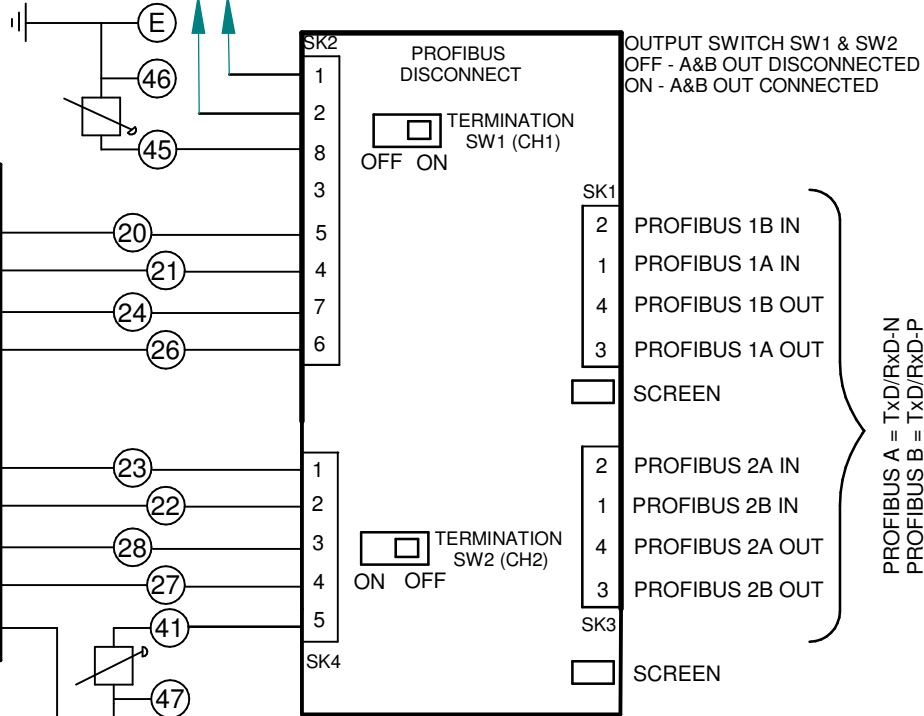 E
46
45
20
21
24
26
23
22
28
27
41
47
SK2
1
2
8
3
5
4
7
6
PROFIBUS
DISCONNECT
TERMINATION
SW1 (CH1)
OFF ON
OUTPUT SWITCH SW1 & SW2
OFF - A&B OUT DISCONNECTED
ON - A&B OUT CONNECTED
SK1
2 PROFIBUS 1B IN
1 PROFIBUS 1A IN
4 PROFIBUS 1B OUT
3 PROFIBUS 1A OUT
SCREEN
1
2
3
4
5
SK4
TERMINATION
SW2 (CH2)
ON OFF
2 PROFIBUS 2A IN
1 PROFIBUS 2B IN
4 PROFIBUS 2A OUT
3 PROFIBUS 2B OUT
SK3
SCREEN
PROFIBUS A = TxD/RxD-N
PROFIBUS B = TxD/RxD-P